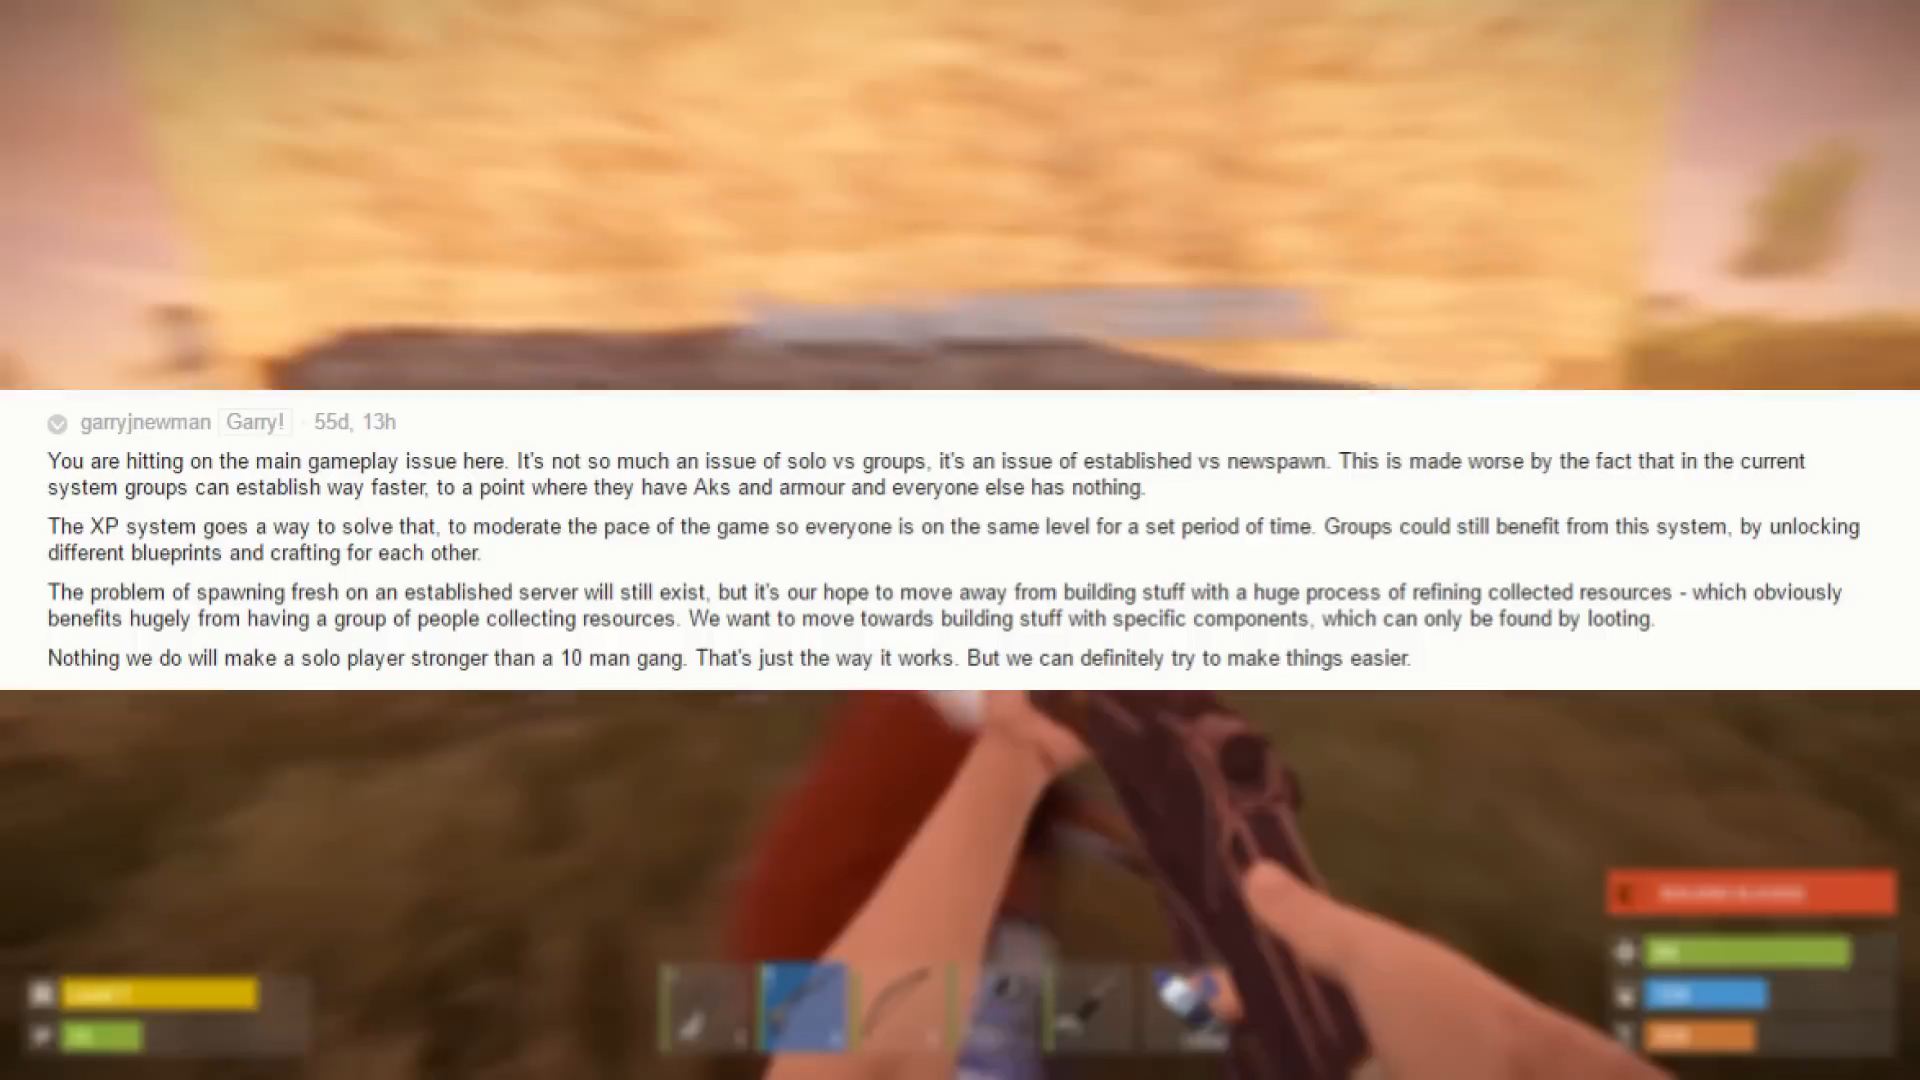 garryjnewman Garry! · 55d, 13h
You are hitting on the main gameplay issue here. It's not so much an issue of solo vs groups, it's an issue of established vs newspawn. This is made worse by the fact that in the current
system groups can establish way faster, to a point where they have Aks and armour and everyone else has nothing.
The XP system goes a way to solve that, to moderate the pace of the game so everyone is on the same level for a set period of time. Groups could still benefit from this system, by unlocking
different blueprints and crafting for each other.
The problem of spawning fresh on an established server will still exist, but it's our hope to move away from building stuff with a huge process of refining collected resources - which obviously
benefits hugely from having a group of people collecting resources. We want to move towards building stuff with specific components, which can only be found by looting.
Nothing we do will make a solo player stronger than a 10 man gang. That's just the way it works. But we can definitely try to make things easier.